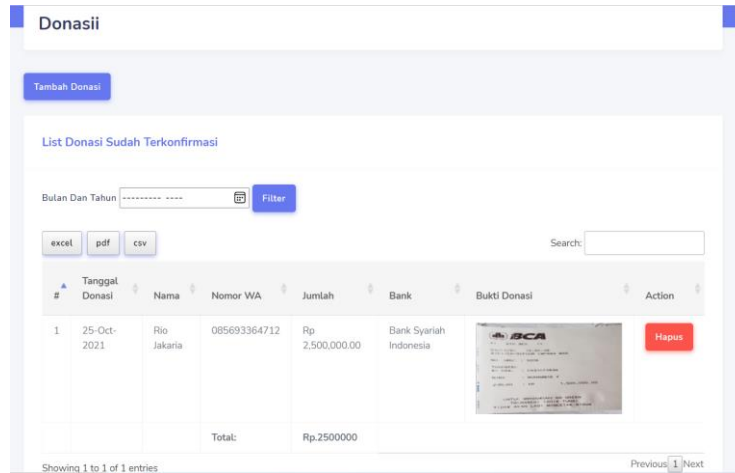 Donasii
Tambah Donasi
List Donasi Sudah Terkonfirmasi
Bulan Dan Tahun --------- ---- Filter
excel pdf csv Search:
# Tanggal Donasi Nama Nomor WA Jumlah Bank Bukti Donasi Action
1 25-Oct-2021 Rio Jakaria 085693364712 Rp 2,500,000.00 Bank Syariah Indonesia BCA Hapus
Total: Rp.2500000
Showing 1 to 1 of 1 entries Previous 1 Next